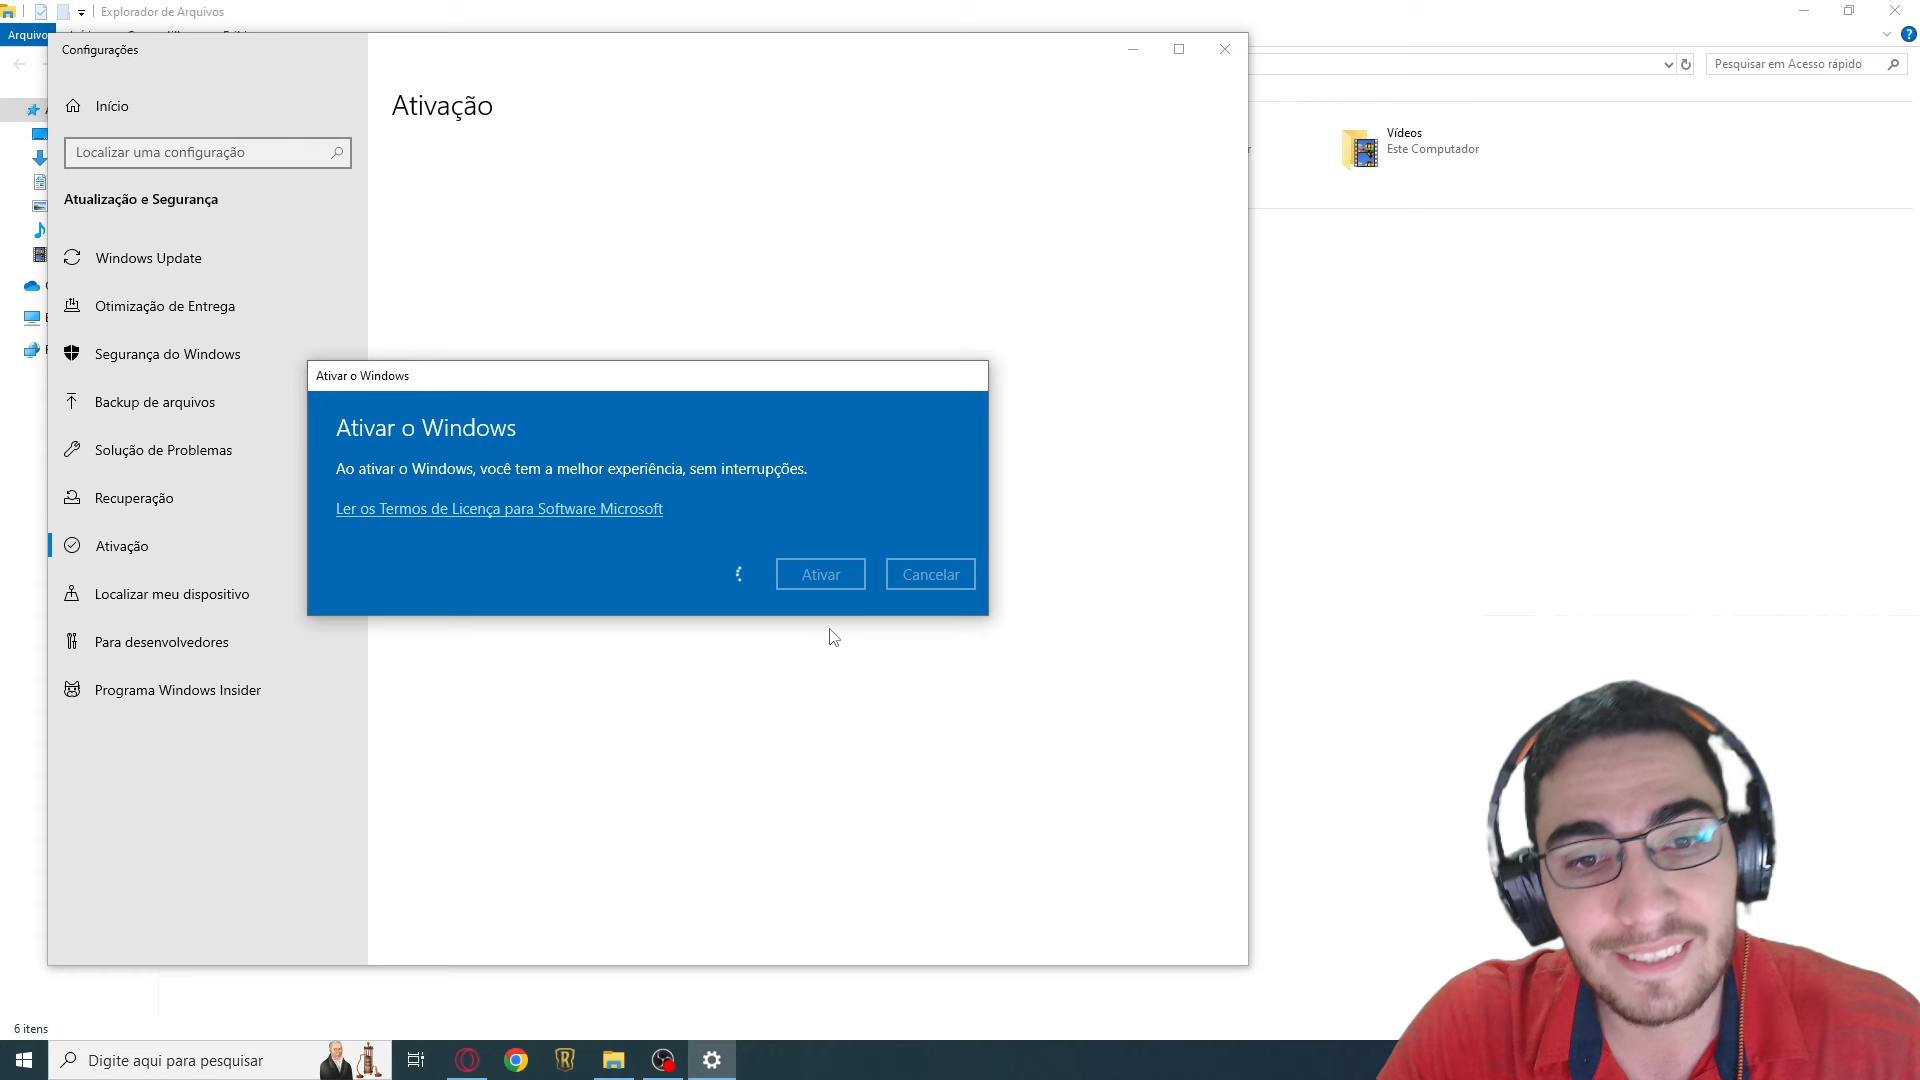 Explorador de Arquivos
Arquivo
Pesquisar em Acesso rápido
Configurações
Início
Localizar uma configuração
Atualização e Segurança
Windows Update
Otimização de Entrega
Segurança do Windows
Backup de arquivos
Solução de Problemas
Recuperação
Ativação
Localizar meu dispositivo
Para desenvolvedores
Programa Windows Insider
Ativação
Vídeos
Este Computador
Ativar o Windows
Ativar o Windows
Ao ativar o Windows, você tem a melhor experiência, sem interrupções.
Ler os Termos de Licença para Software Microsoft
Ativar
Cancelar
6 itens
Digite aqui para pesquisar